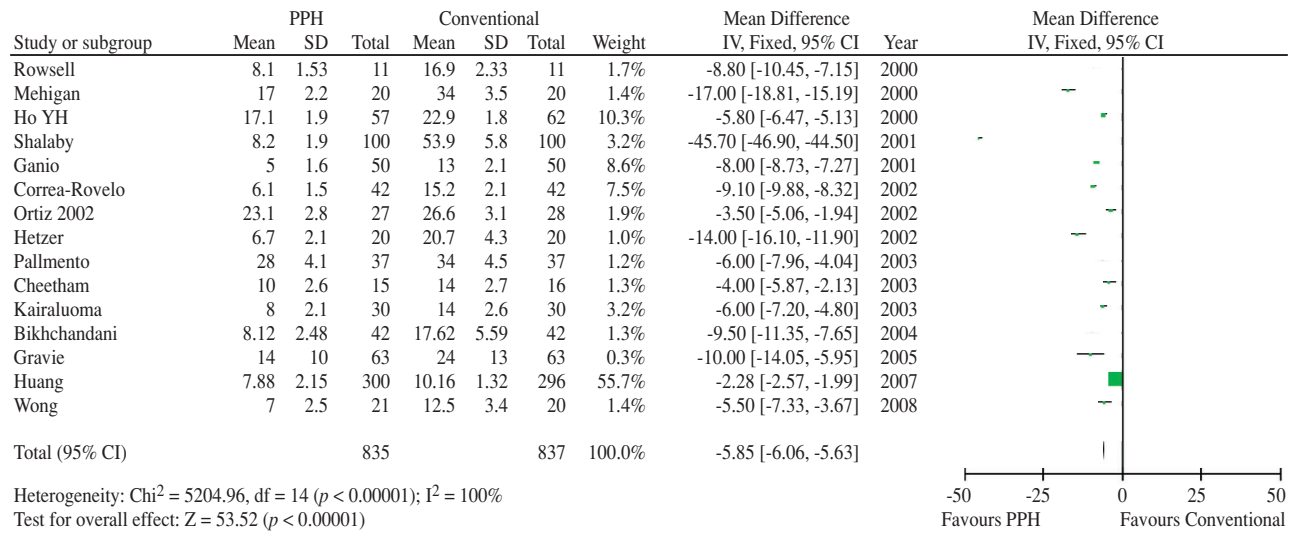 PPH Conventional Mean Difference Mean Difference
Study or subgroup Mean SD Total Mean SD Total Weight IV, Fixed, 95% CI Year IV, Fixed, 95% CI
Rowsell 8.1 1.53 11 16.9 2.33 11 1.7% -8.80 [-10.45, -7.15] 2000
Mehigan 17 2.2 20 34 3.5 20 1.4% -17.00 [-18.81, -15.19] 2000
Ho YH 17.1 1.9 57 22.9 1.8 62 10.3% -5.80 [-6.47, -5.13] 2000
Shalaby 8.2 1.9 100 53.9 5.8 100 3.2% -45.70 [-46.90, -44.50] 2001
Ganio 5 1.6 50 13 2.1 50 8.6% -8.00 [-8.73, -7.27] 2001
Correa-Rovelo 6.1 1.5 42 15.2 2.1 42 7.5% -9.10 [-9.88, -8.32] 2002
Ortiz 2002 23.1 2.8 27 26.6 3.1 28 1.9% -3.50 [-5.06, -1.94] 2002
Hetzer 6.7 2.1 20 20.7 4.3 20 1.0% -14.00 [-16.10, -11.90] 2002
Pallmento 28 4.1 37 34 4.5 37 1.2% -6.00 [-7.96, -4.04] 2003
Cheetham 10 2.6 15 14 2.7 16 1.3% -4.00 [-5.87, -2.13] 2003
Kairaluoma 8 2.1 30 14 2.6 30 3.2% -6.00 [-7.20, -4.80] 2003
Bikhchandani 8.12 2.48 42 17.62 5.59 42 1.3% -9.50 [-11.35, -7.65] 2004
Gravie 14 10 63 24 13 63 0.3% -10.00 [-14.05, -5.95] 2005
Huang 7.88 2.15 300 10.16 1.32 296 55.7% -2.28 [-2.57, -1.99] 2007
Wong 7 2.5 21 12.5 3.4 20 1.4% -5.50 [-7.33, -3.67] 2008
Total (95% CI) 835 837 100.0% -5.85 [-6.06, -5.63]
Heterogeneity: Chi² = 5204.96, df = 14 (p < 0.00001); I² = 100%
Test for overall effect: Z = 53.52 (p < 0.00001)
-50 -25 0 25 50
Favours PPH Favours Conventional